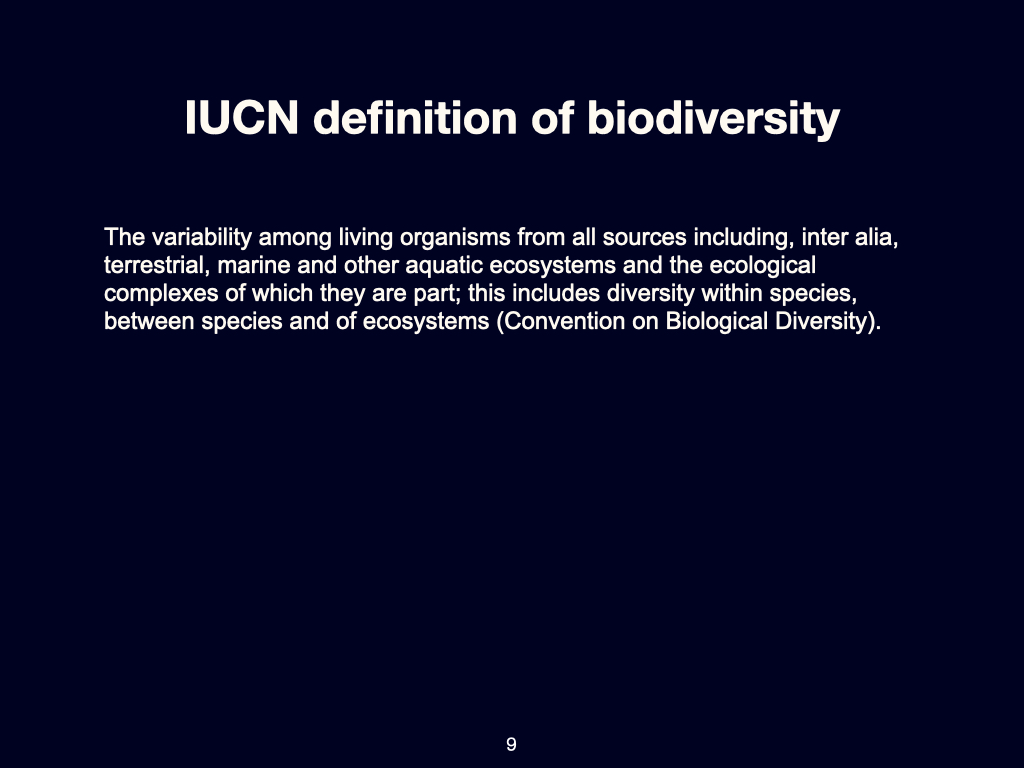 IUCN definition of biodiversity
The variability among living organisms from all sources including, inter alia,
terrestrial, marine and other aquatic ecosystems and the ecological
complexes of which they are part; this includes diversity within species,
between species and of ecosystems (Convention on Biological Diversity).
9